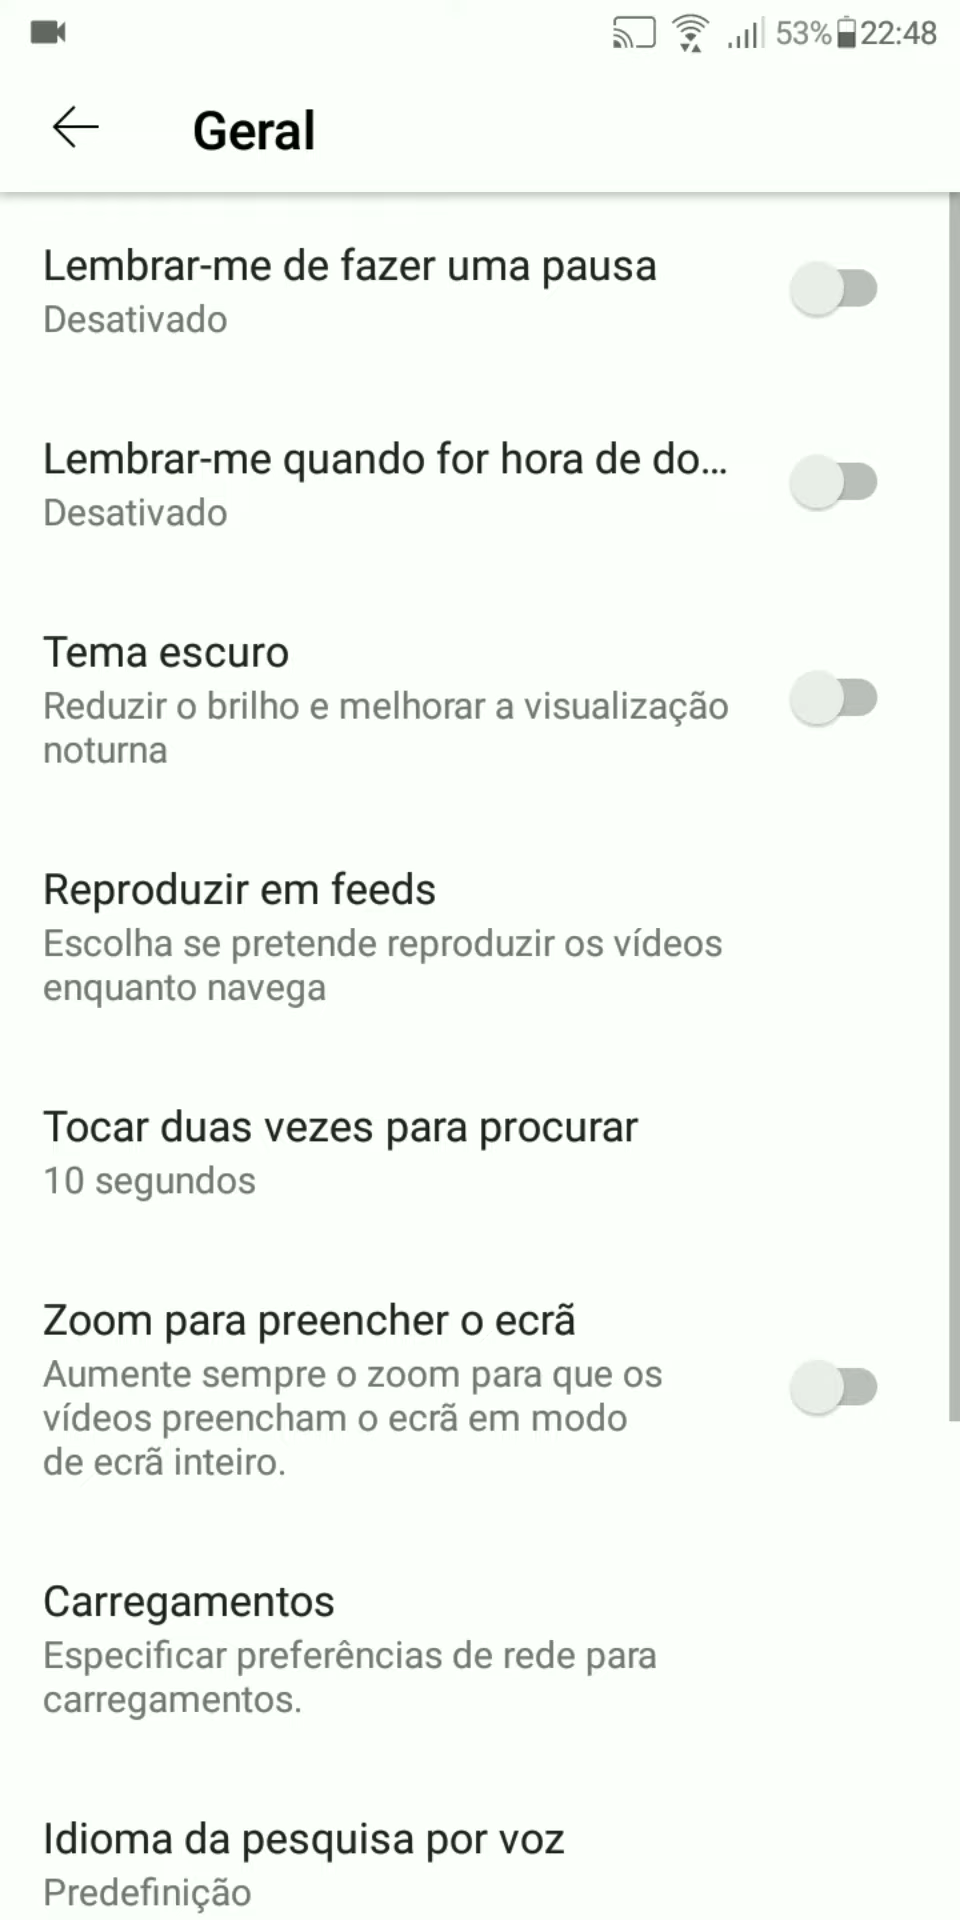 53% 22:48
Geral
Lembrar-me de fazer uma pausa
Desativado
Lembrar-me quando for hora de do...
Desativado
Tema escuro
Reduzir o brilho e melhorar a visualização
noturna
Reproduzir em feeds
Escolha se pretende reproduzir os vídeos
enquanto navega
Tocar duas vezes para procurar
10 segundos
Zoom para preencher o ecrã
Aumente sempre o zoom para que os
vídeos preencham o ecrã em modo
de ecrã inteiro.
Carregamentos
Especificar preferências de rede para
carregamentos.
Idioma da pesquisa por voz
Predefinição